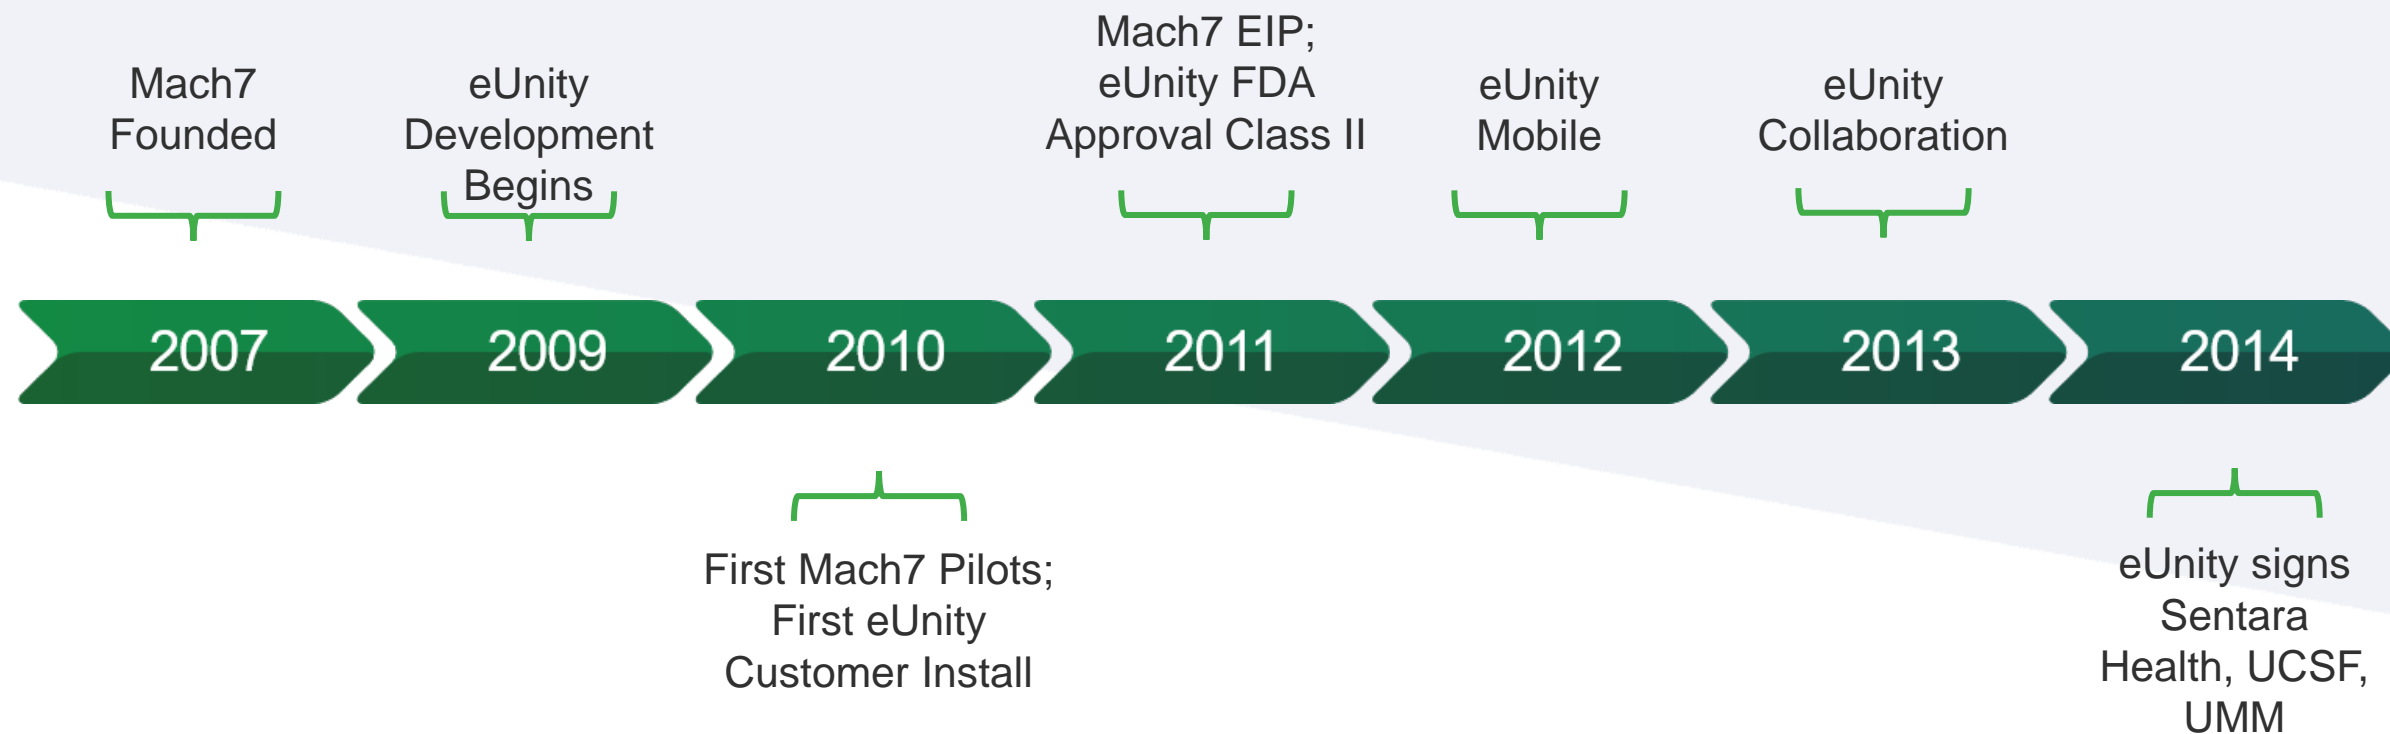 Mach7
Founded
eUnity
Development
Begins
Mach7 EIP;
eUnity FDA
Approval Class II
eUnity
Mobile
eUnity
Collaboration
2007
2009
2010
2011
2012
2013
2014
First Mach7 Pilots;
First eUnity
Customer Install
eUnity signs
Sentara
Health, UCSF,
UMM